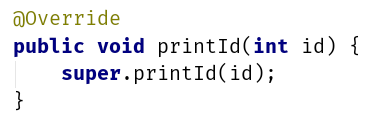 @Override
public void printId(int id) {
    super.printId(id);
}